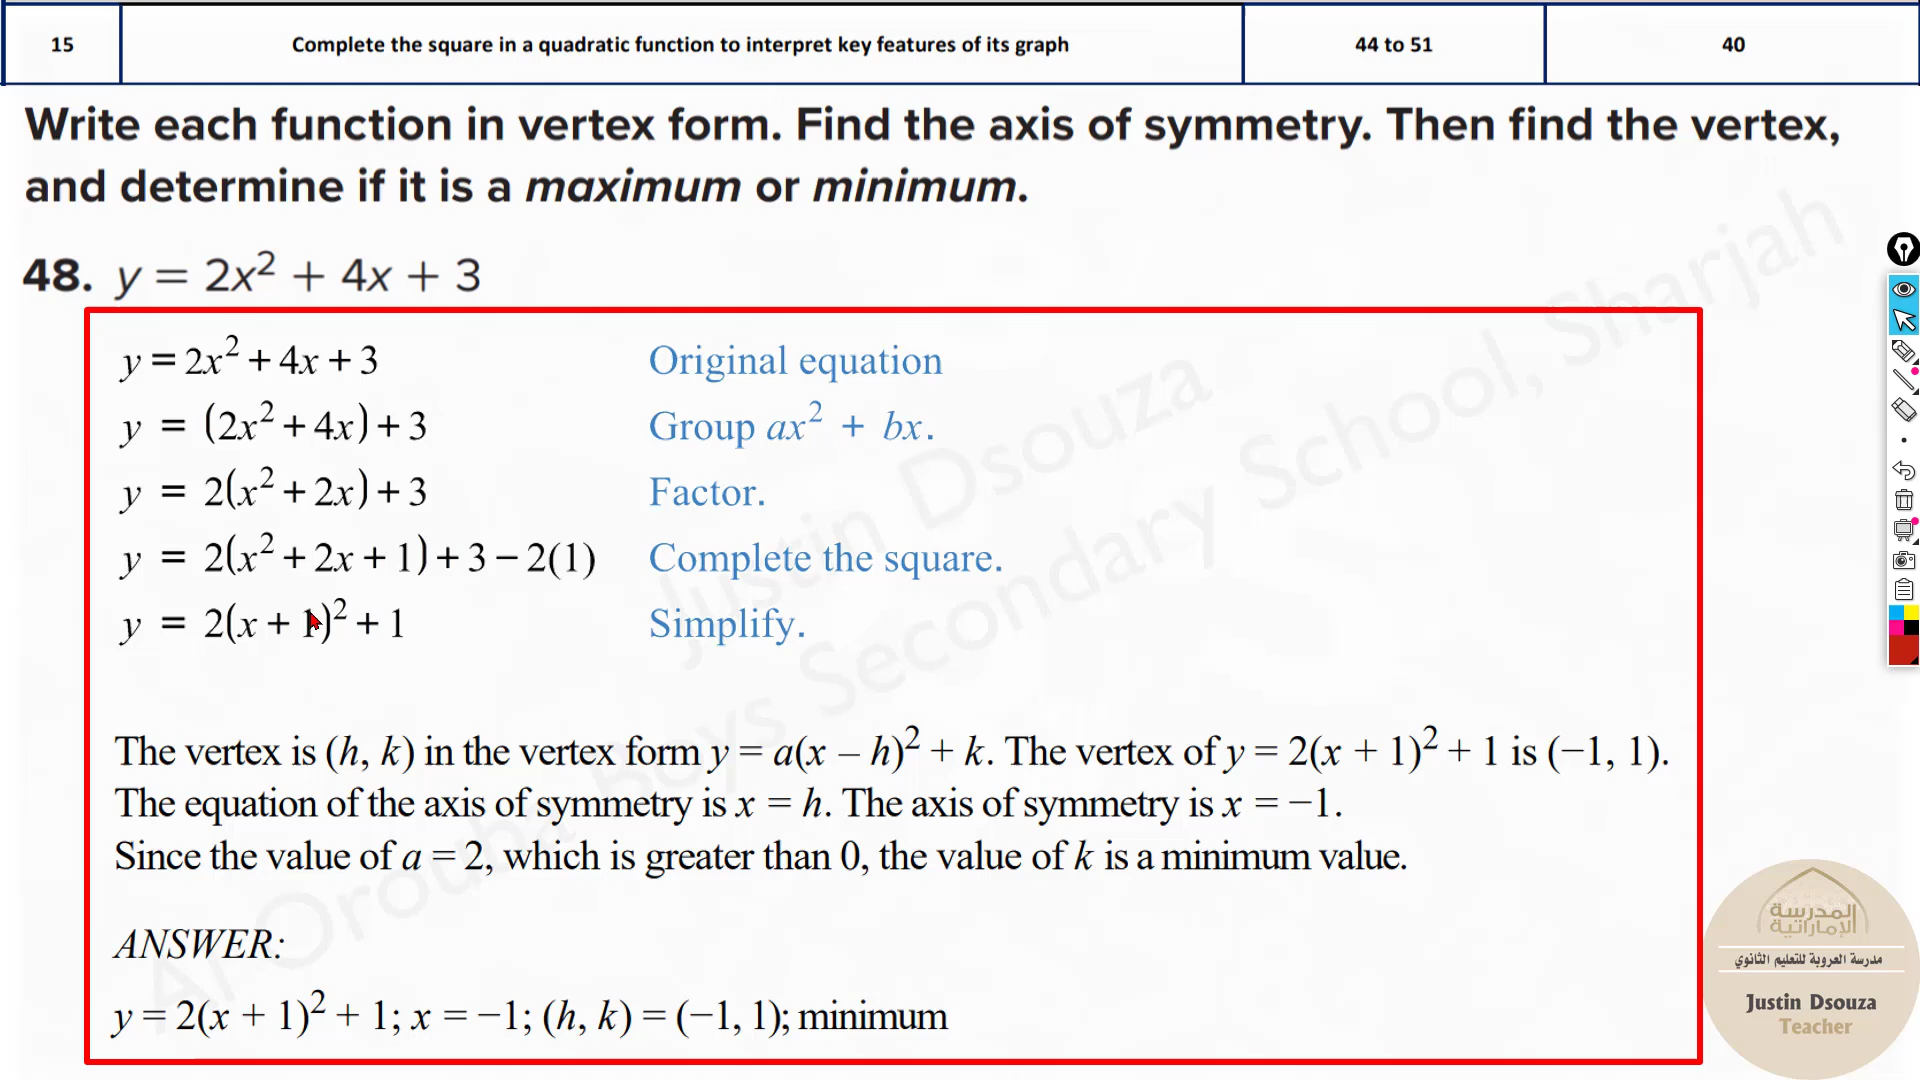 15 Complete the square in a quadratic function to interpret key features of its graph 44 to 51 40
Write each function in vertex form. Find the axis of symmetry. Then find the vertex,
and determine if it is a maximum or minimum.
48. y = 2x² + 4x + 3
y = 2x² + 4x + 3 Original equation
y = (2x² + 4x) + 3 Group ax² + bx.
y = 2(x² + 2x) + 3 Factor.
y = 2(x² + 2x + 1) + 3 − 2(1) Complete the square.
y = 2(x + 1)² + 1 Simplify.
The vertex is (h, k) in the vertex form y = a(x – h)² + k. The vertex of y = 2(x + 1)² + 1 is (−1, 1).
The equation of the axis of symmetry is x = h. The axis of symmetry is x = −1.
Since the value of a = 2, which is greater than 0, the value of k is a minimum value.
ANSWER:
y = 2(x + 1)² + 1; x = −1; (h, k) = (−1, 1); minimum
Justin Dsouza
Al Orouba Boys Secondary School, Sharjah
المدرسة
الإماراتية
مدرسة العروبة للتعليم الثانوي
Justin Dsouza
Teacher